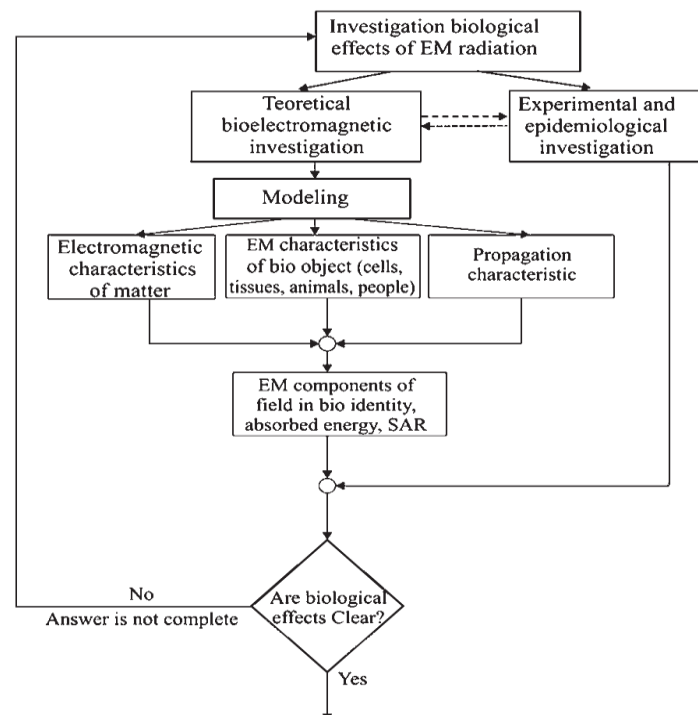 Investigation biological
effects of EM radiation
Teoretical
bioelectromagnetic
investigation
Experimental and
epidemiological
investigation
Modeling
Electromagnetic
characteristics
of matter
EM characteristics
of bio object (cells,
tissues, animals, people)
Propagation
characteristic
EM components of
field in bio identity,
absorbed energy, SAR
No
Answer is not complete
Are biological
effects Clear?
Yes